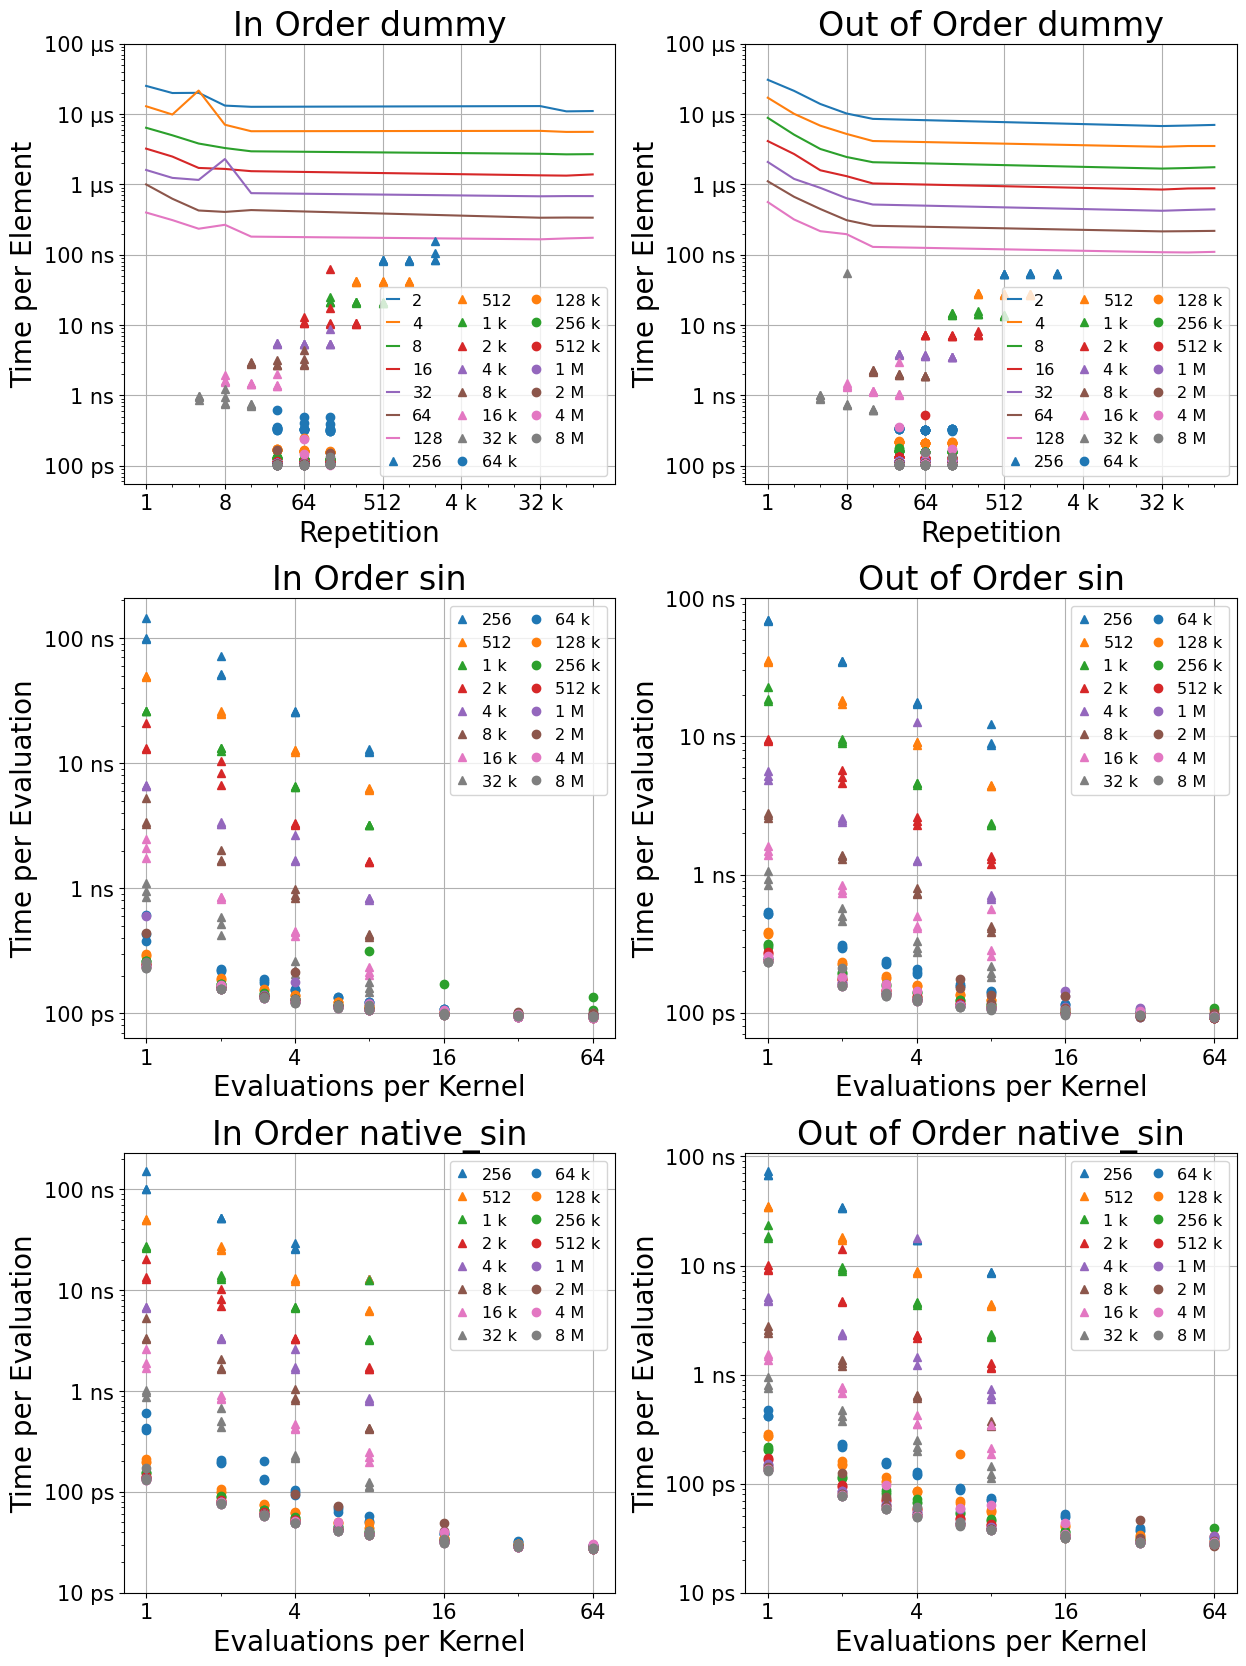 In Order dummy
100 µs
10 µs
1 µs
100 ns
10 ns
1 ns
100 ps
Time per Element
1 8 64 512 4 k 32 k
Repetition
2 512 128 k
4 1 k 256 k
8 2 k 512 k
16 4 k 1 M
32 8 k 2 M
64 16 k 4 M
128 32 k 8 M
256 64 k
Out of Order dummy
100 µs
10 µs
1 µs
100 ns
10 ns
1 ns
100 ps
Time per Element
1 8 64 512 4 k 32 k
Repetition
2 512 128 k
4 1 k 256 k
8 2 k 512 k
16 4 k 1 M
32 8 k 2 M
64 16 k 4 M
128 32 k 8 M
256 64 k
In Order sin
100 ns
10 ns
1 ns
100 ps
Time per Evaluation
1 4 16 64
Evaluations per Kernel
256 64 k
512 128 k
1 k 256 k
2 k 512 k
4 k 1 M
8 k 2 M
16 k 4 M
32 k 8 M
Out of Order sin
100 ns
10 ns
1 ns
100 ps
Time per Evaluation
1 4 16 64
Evaluations per Kernel
256 64 k
512 128 k
1 k 256 k
2 k 512 k
4 k 1 M
8 k 2 M
16 k 4 M
32 k 8 M
In Order native_sin
100 ns
10 ns
1 ns
100 ps
10 ps
Time per Evaluation
1 4 16 64
Evaluations per Kernel
256 64 k
512 128 k
1 k 256 k
2 k 512 k
4 k 1 M
8 k 2 M
16 k 4 M
32 k 8 M
Out of Order native_sin
100 ns
10 ns
1 ns
100 ps
10 ps
Time per Evaluation
1 4 16 64
Evaluations per Kernel
256 64 k
512 128 k
1 k 256 k
2 k 512 k
4 k 1 M
8 k 2 M
16 k 4 M
32 k 8 M